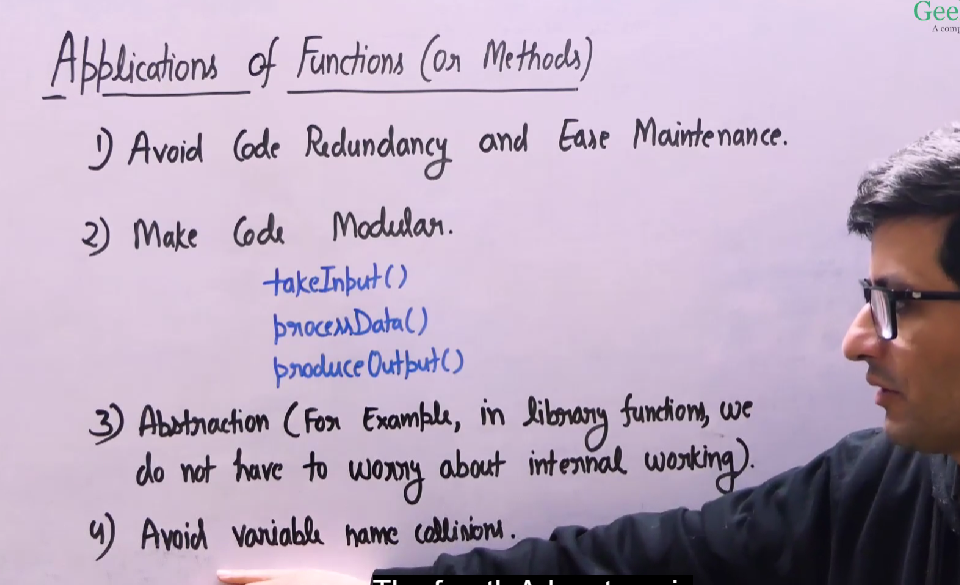 Gee
A comp
Applications of Functions (or Methods)
1) Avoid Code Redundancy and Ease Maintenance.
2) Make Code Modular.
takeInput()
processData()
produceOutput()
3) Abstraction (For Example, in library functions, we
do not have to worry about internal working).
4) Avoid variable name collisions.